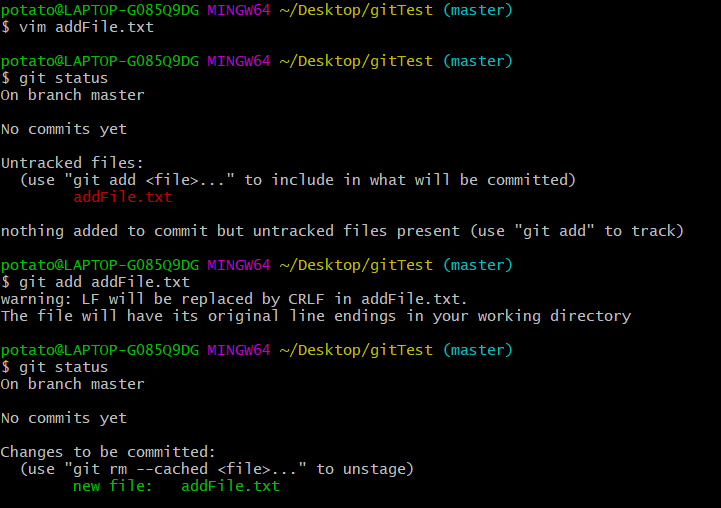 potato@LAPTOP-GO85Q9DG MINGW64 ~/Desktop/gitTest (master)
$ vim addFile.txt
potato@LAPTOP-GO85Q9DG MINGW64 ~/Desktop/gitTest (master)
$ git status
On branch master
No commits yet
Untracked files:
  (use "git add <file>..." to include in what will be committed)
        addFile.txt
nothing added to commit but untracked files present (use "git add" to track)
potato@LAPTOP-GO85Q9DG MINGW64 ~/Desktop/gitTest (master)
$ git add addFile.txt
warning: LF will be replaced by CRLF in addFile.txt.
The file will have its original line endings in your working directory
potato@LAPTOP-GO85Q9DG MINGW64 ~/Desktop/gitTest (master)
$ git status
On branch master
No commits yet
Changes to be committed:
  (use "git rm --cached <file>..." to unstage)
        new file:   addFile.txt